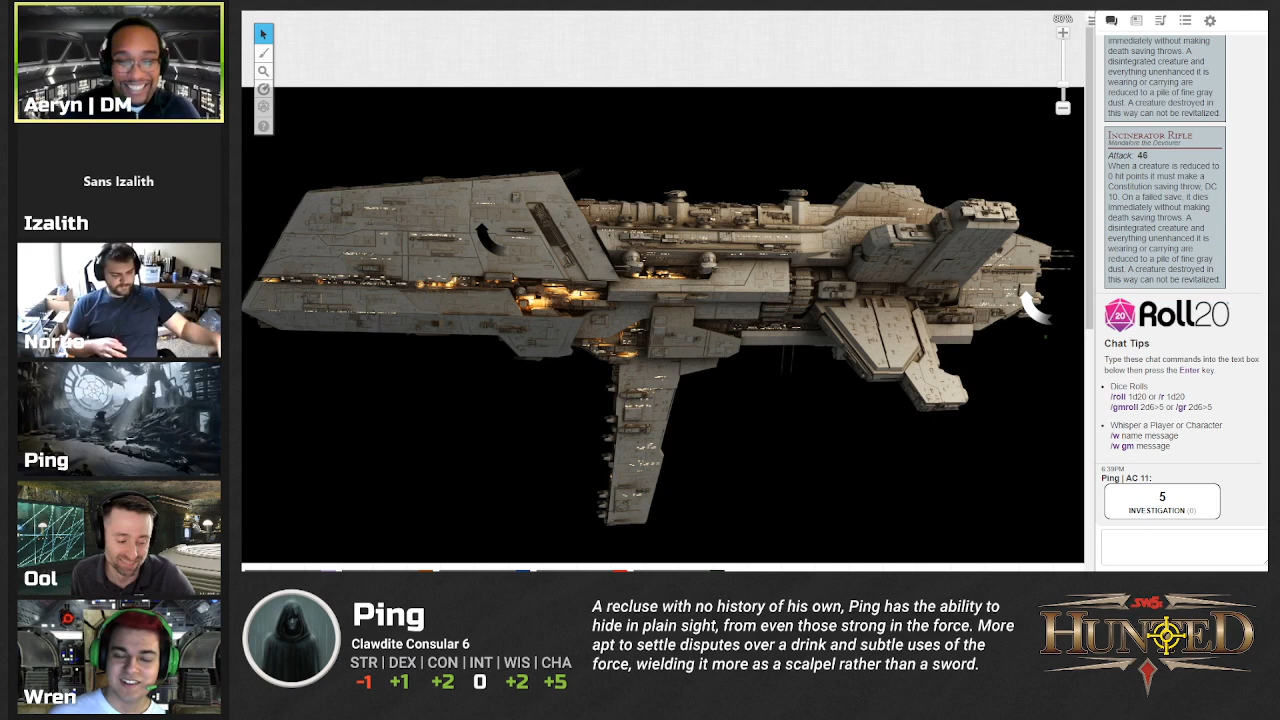 Aeryn | DM
Sans Izalith
Izalith
Ping
Ool
Wren
80%
immediately without making
death saving throws. A
disintegrated creature and
everything unenhanced it is
wearing or carrying are
reduced to a pile of fine gray
dust. A creature destroyed in
this way can not be revitalized.
INCINERATOR RIFLE
Mandalore the Devourer
Attack: 46
When a creature is reduced to
0 hit points it must make a
Constitution saving throw, DC
10. On a failed save, it dies
immediately without making
death saving throws. A
disintegrated creature and
everything unenhanced it is
wearing or carrying are
reduced to a pile of fine gray
dust. A creature destroyed in
this way can not be revitalized.
20 Roll20
Chat Tips
Type these chat commands into the text box
below then press the Enter key.
Dice Rolls
/roll 1d20 or /r 1d20
/gmroll 2d6>5 or /gr 2d6>5
Whisper a Player or Character
/w name message
/w gm message
6:39PM
Ping | AC 11:
5
INVESTIGATION (0)
Ping
Clawdite Consular 6
STR | DEX | CON | INT | WIS | CHA
-1 +1 +2 0 +2 +5
A recluse with no history of his own, Ping has the ability to
hide in plain sight, from even those strong in the force. More
apt to settle disputes over a drink and subtle uses of the
force, wielding it more as a scalpel rather than a sword.
SW5e
HUNTED